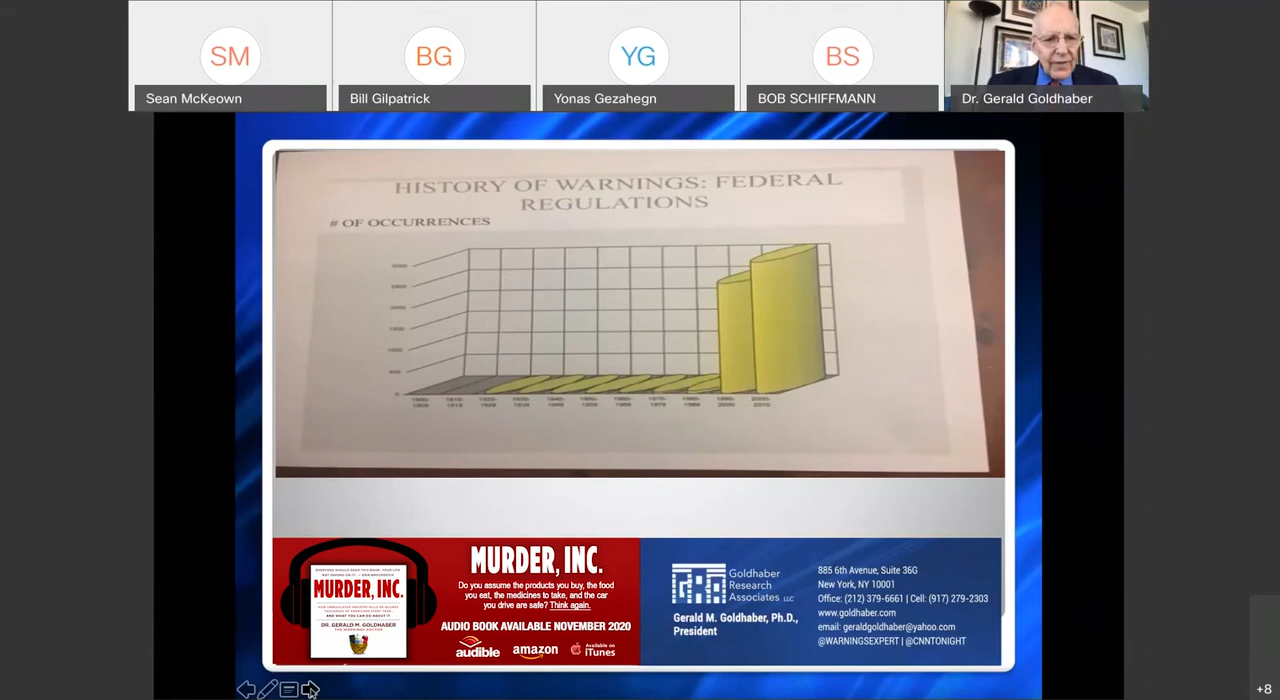 SM
BG
YG
BS
Sean McKeown
Bill Gilpatrick
Yonas Gezahegn
BOB SCHIFFMANN
Dr. Gerald Goldhaber
HISTORY OF WARNINGS: FEDERAL
REGULATIONS
# OF OCCURRENCES
MURDER, INC.
DR. GERALD M. GOLDHABER
THE WARNINGS DOCTOR
MURDER, INC.
Do you assume the products you buy, the food
you eat, the medicines to take, and the car
you drive are safe? Think again.
AUDIO BOOK AVAILABLE NOVEMBER 2020
audible
amazon
Available on
iTunes
Goldhaber
Research
Associates LLC
Gerald M. Goldhaber, Ph.D.,
President
885 6th Avenue, Suite 36G
New York, NY 10001
Office: (212) 379-6661 | Cell: (917) 279-2303
www.goldhaber.com
email: geraldgoldhaber@yahoo.com
@WARNINGSEXPERT | @CNNTONIGHT
+8